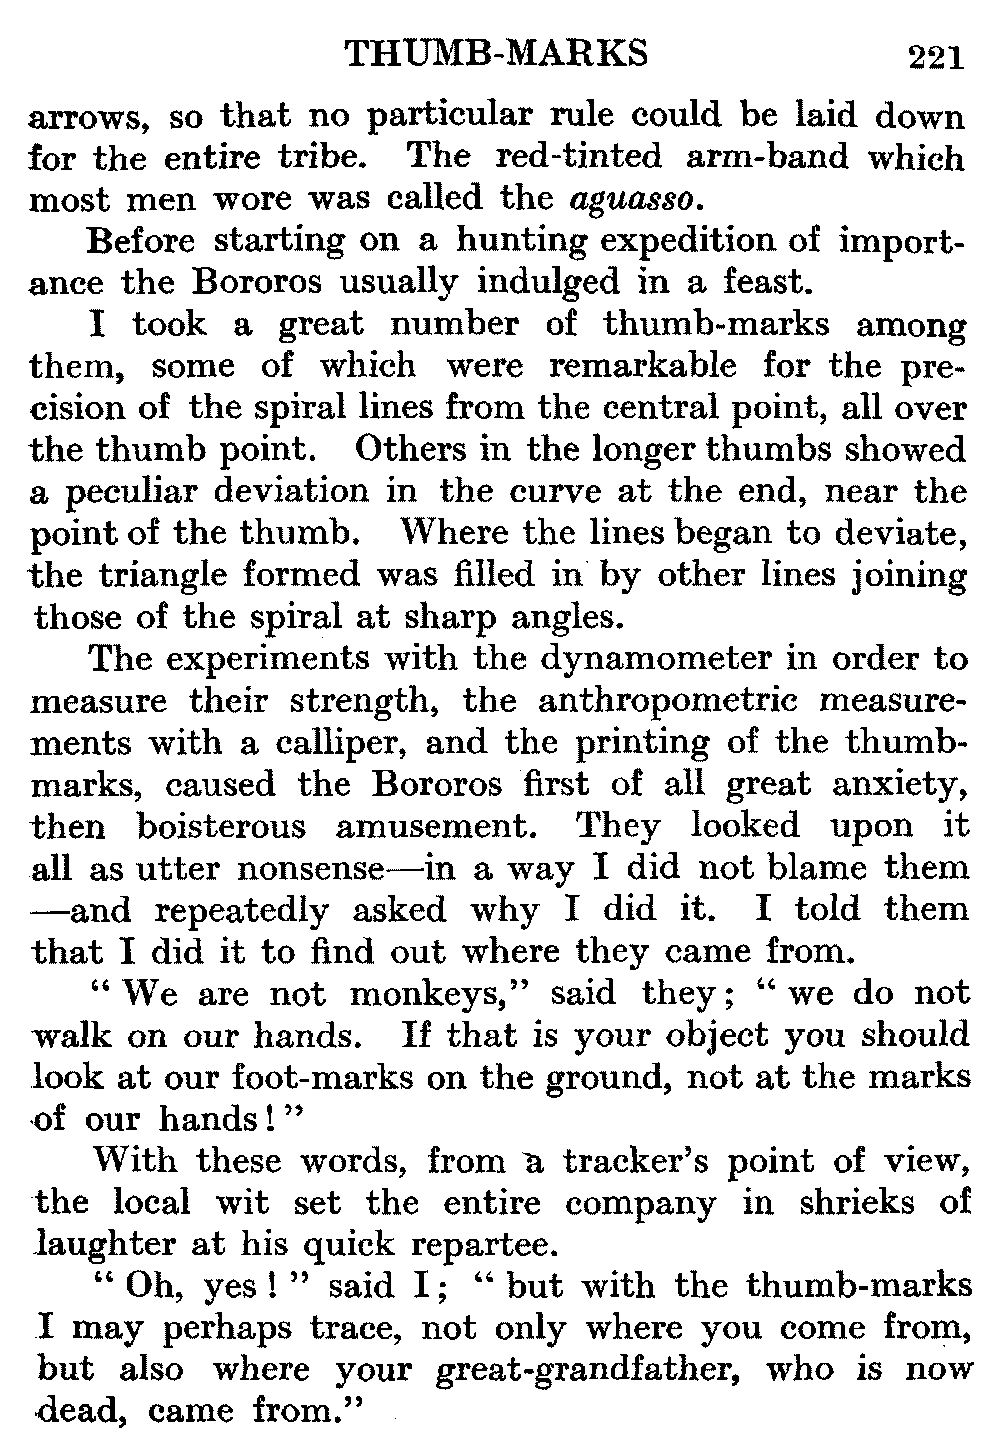 THUMB-MARKS 221
arrows, so that no particular rule could be laid down
for the entire tribe. The red-tinted arm-band which
most men wore was called the aguasso.
Before starting on a hunting expedition of import-
ance the Bororos usually indulged in a feast.
I took a great number of thumb-marks among
them, some of which were remarkable for the pre-
cision of the spiral lines from the central point, all over
the thumb point. Others in the longer thumbs showed
a peculiar deviation in the curve at the end, near the
point of the thumb. Where the lines began to deviate,
the triangle formed was filled in by other lines joining
those of the spiral at sharp angles.
The experiments with the dynamometer in order to
measure their strength, the anthropometric measure-
ments with a calliper, and the printing of the thumb-
marks, caused the Bororos first of all great anxiety,
then boisterous amusement. They looked upon it
all as utter nonsense—in a way I did not blame them
—and repeatedly asked why I did it. I told them
that I did it to find out where they came from.
“ We are not monkeys,” said they; “ we do not
walk on our hands. If that is your object you should
look at our foot-marks on the ground, not at the marks
of our hands! ”
With these words, from a tracker’s point of view,
the local wit set the entire company in shrieks of
laughter at his quick repartee.
“ Oh, yes ! ” said I; “ but with the thumb-marks
I may perhaps trace, not only where you come from,
but also where your great-grandfather, who is now
dead, came from.”